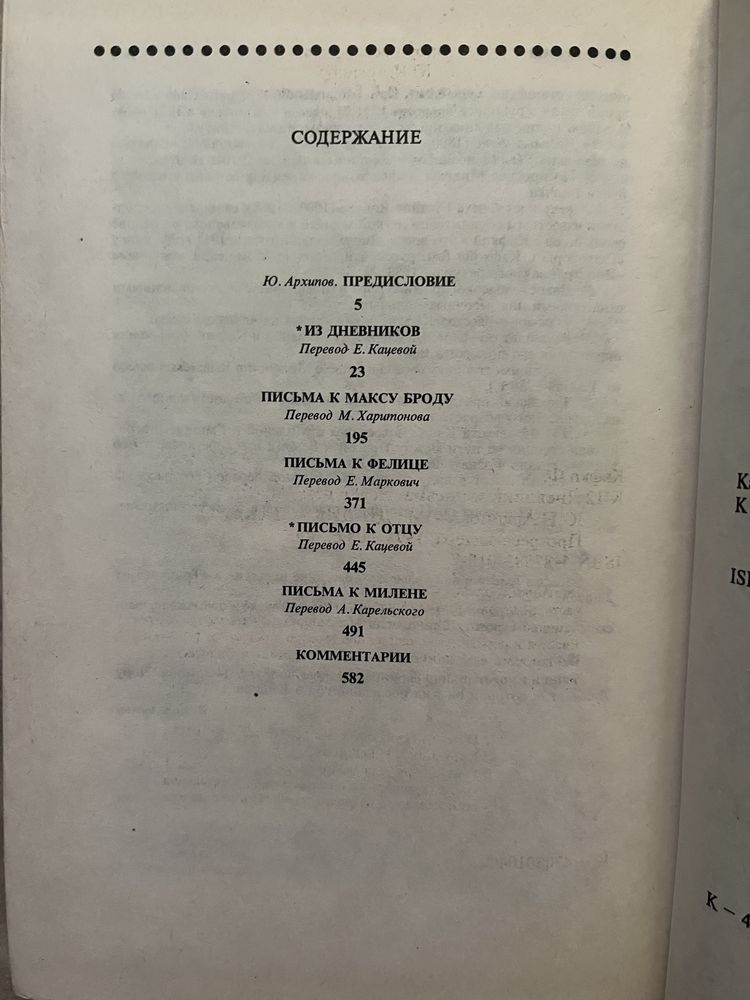 СОДЕРЖАНИЕ
Ю. Архипов. ПРЕДИСЛОВИЕ
5
*ИЗ ДНЕВНИКОВ
Перевод Е. Кацевой
23
ПИСЬМА К МАКСУ БРОДУ
Перевод М. Харитонова
195
ПИСЬМА К ФЕЛИЦЕ
Перевод Е. Маркович
371
*ПИСЬМО К ОТЦУ
Перевод Е. Кацевой
445
ПИСЬМА К МИЛЕНЕ
Перевод А. Карельского
491
КОММЕНТАРИИ
582
К
К – 4